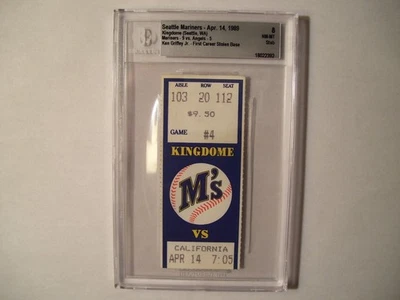 Seattle Mariners - Apr. 14, 1989
Kingdome (Seattle, WA)
Mariners - 9 vs. Angels - 5
Ken Griffey Jr - First Career Stolen Base
8
NM-MT
AISLE ROW SEAT
103 20 112
$9.50
GAME #4
KINGDOME
M's
VS
CALIFORNIA
APR 14 7:05